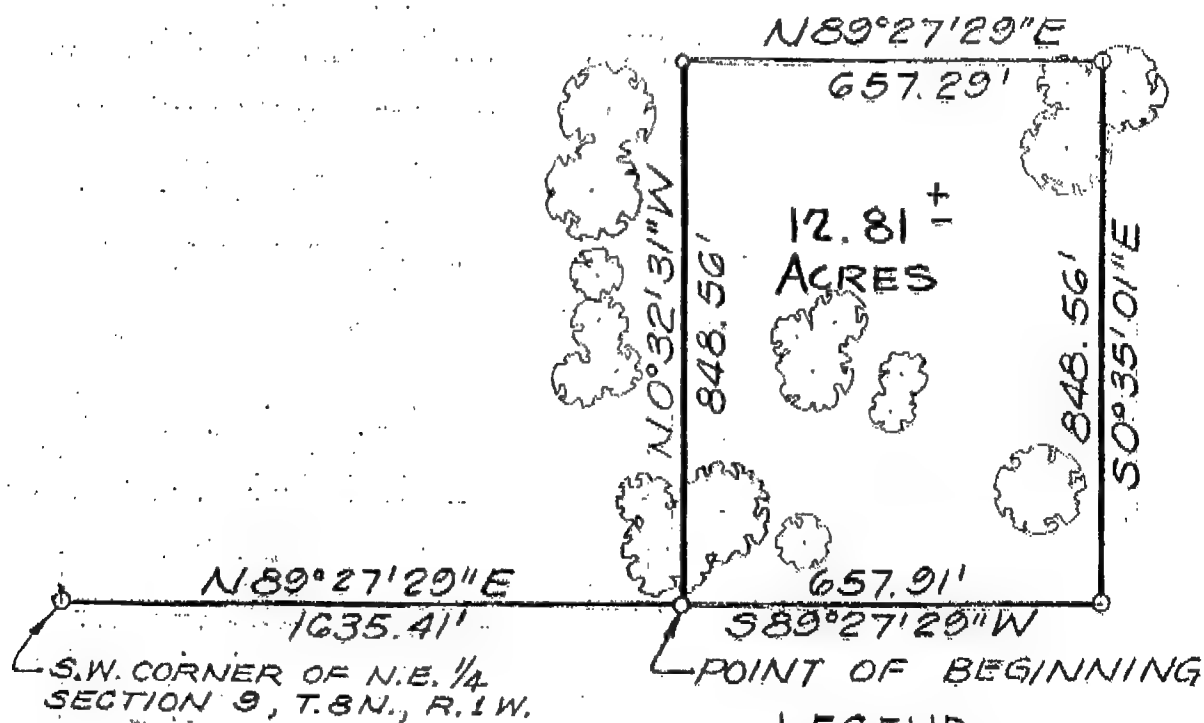 N89°27'29"E
657.29'
12.81 ±
ACRES
N.0°32'31"W
848.56'
848.56'
S0°35'01"E
N89°27'29"E
1635.41'
657.91'
S89°27'29"W
S.W. CORNER OF N.E. 1/4
SECTION 9, T.8N., R.1W.
POINT OF BEGINNING
LEGEND